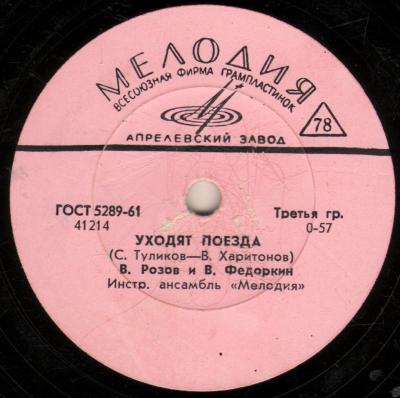 МЕЛОДИЯ
ВСЕСОЮЗНАЯ ФИРМА ГРАМПЛАСТИНОК
78
АПРЕЛЕВСКИЙ ЗАВОД
ГОСТ 5289-61
41214
Третья гр.
0-57
УХОДЯТ ПОЕЗДА
(С. Туликов—В. Харитонов)
В. Розов и В. Федоркин
Инстр. ансамбль «Мелодия»